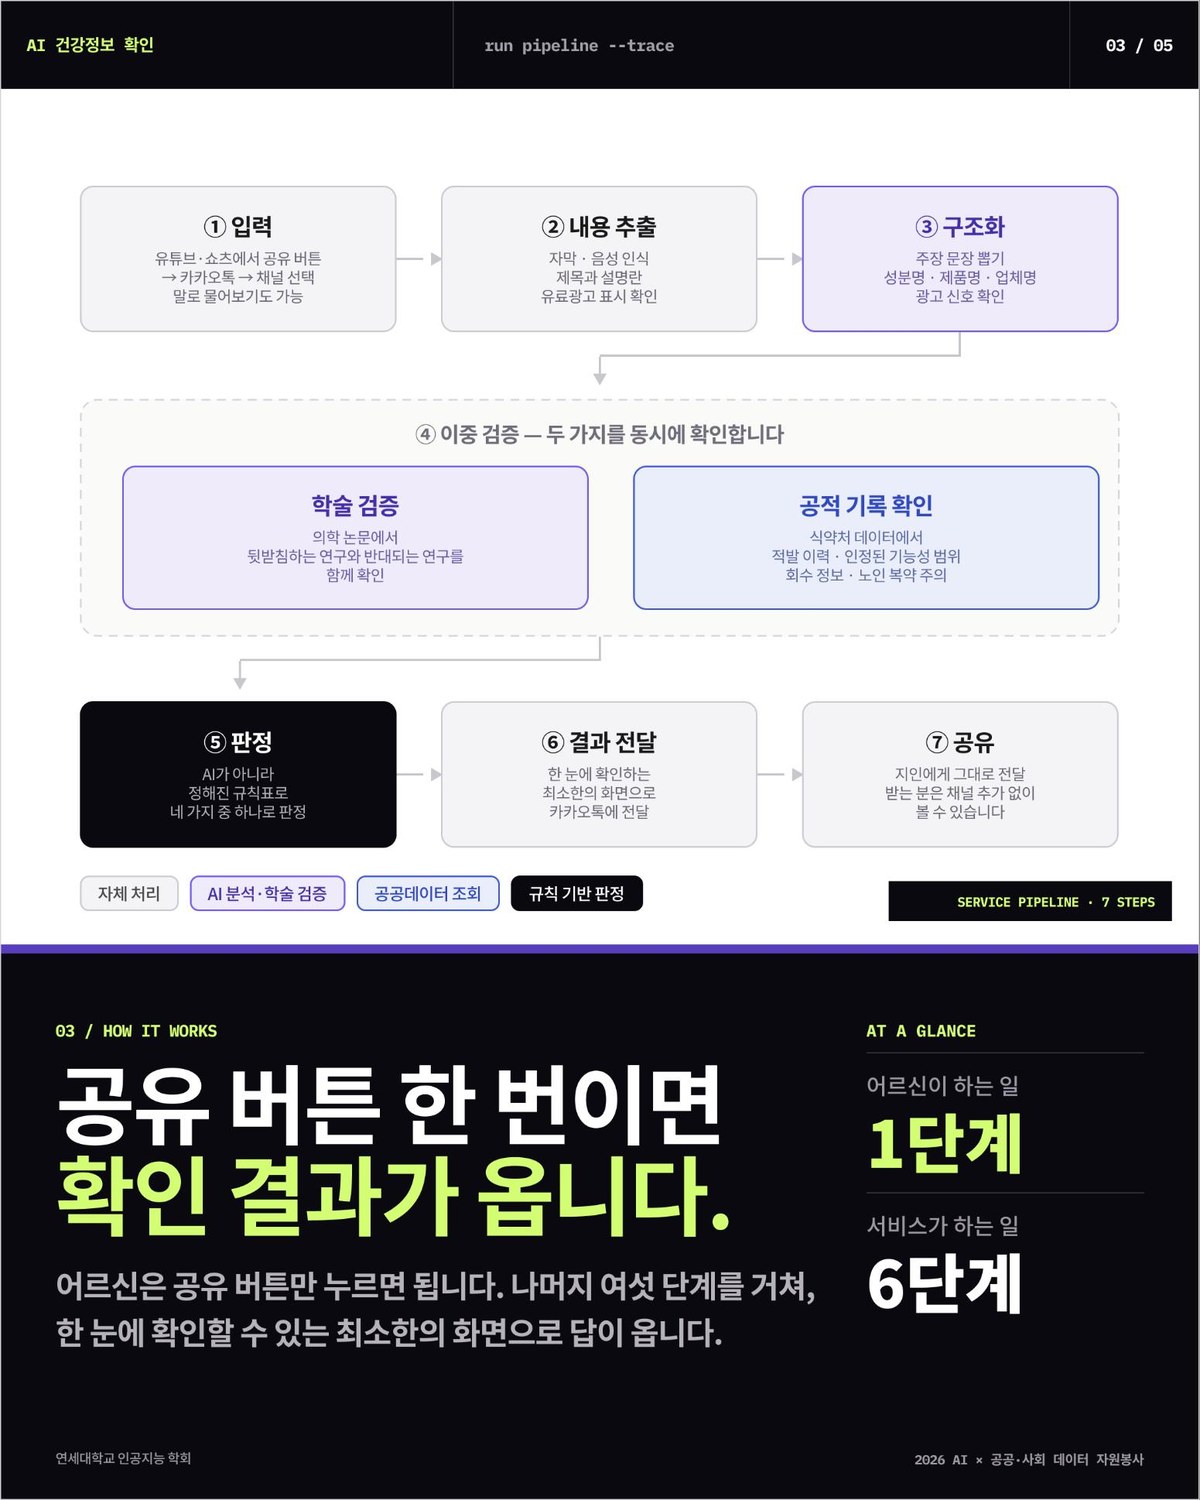 AI 건강정보 확인
run pipeline --trace
03 / 05
① 입력
유튜브·쇼츠에서 공유 버튼
→ 카카오톡 → 채널 선택
말로 물어보기도 가능
② 내용 추출
자막 · 음성 인식
제목과 설명란
유료광고 표시 확인
③ 구조화
주장 문장 뽑기
성분명 · 제품명 · 업체명
광고 신호 확인
④ 이중 검증 — 두 가지를 동시에 확인합니다
학술 검증
의학 논문에서
뒷받침하는 연구와 반대되는 연구를
함께 확인
공적 기록 확인
식약처 데이터에서
적발 이력 · 인정된 기능성 범위
회수 정보 · 노인 복약 주의
⑤ 판정
AI가 아니라
정해진 규칙표로
네 가지 중 하나로 판정
⑥ 결과 전달
한 눈에 확인하는
최소한의 화면으로
카카오톡에 전달
⑦ 공유
지인에게 그대로 전달
받는 분은 채널 추가 없이
볼 수 있습니다
자체 처리
AI 분석·학술 검증
공공데이터 조회
규칙 기반 판정
SERVICE PIPELINE · 7 STEPS
03 / HOW IT WORKS
공유 버튼 한 번이면
확인 결과가 옵니다.
어르신은 공유 버튼만 누르면 됩니다. 나머지 여섯 단계를 거쳐,
한 눈에 확인할 수 있는 최소한의 화면으로 답이 옵니다.
AT A GLANCE
어르신이 하는 일
1단계
서비스가 하는 일
6단계
연세대학교 인공지능 학회
2026 AI × 공공·사회 데이터 자원봉사